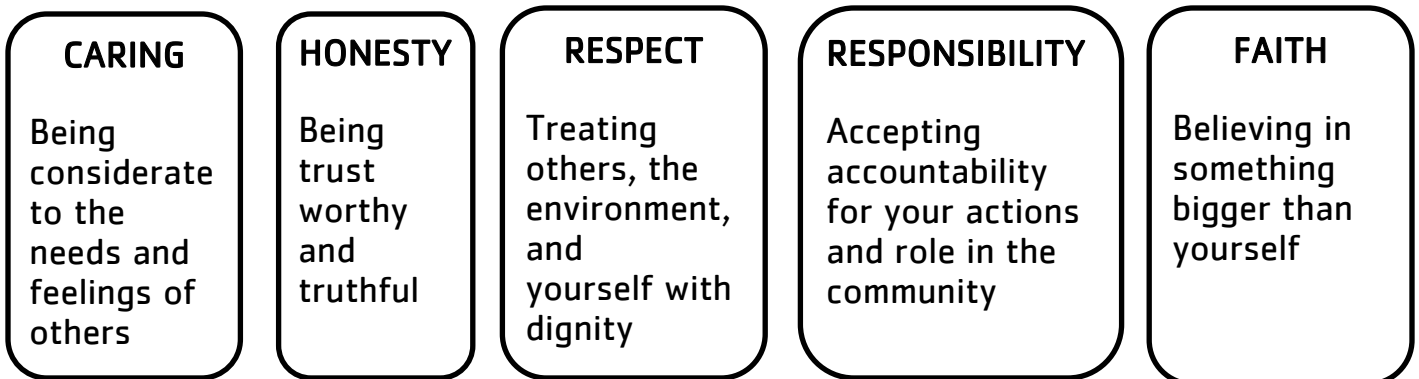 CARING
Being
considerate
to the
needs and
feelings of
others
HONESTY
Being
trust
worthy
and
truthful
RESPECT
Treating
others, the
environment,
and
yourself with
dignity
RESPONSIBILITY
Accepting
accountability
for your actions
and role in the
community
FAITH
Believing in
something
bigger than
yourself